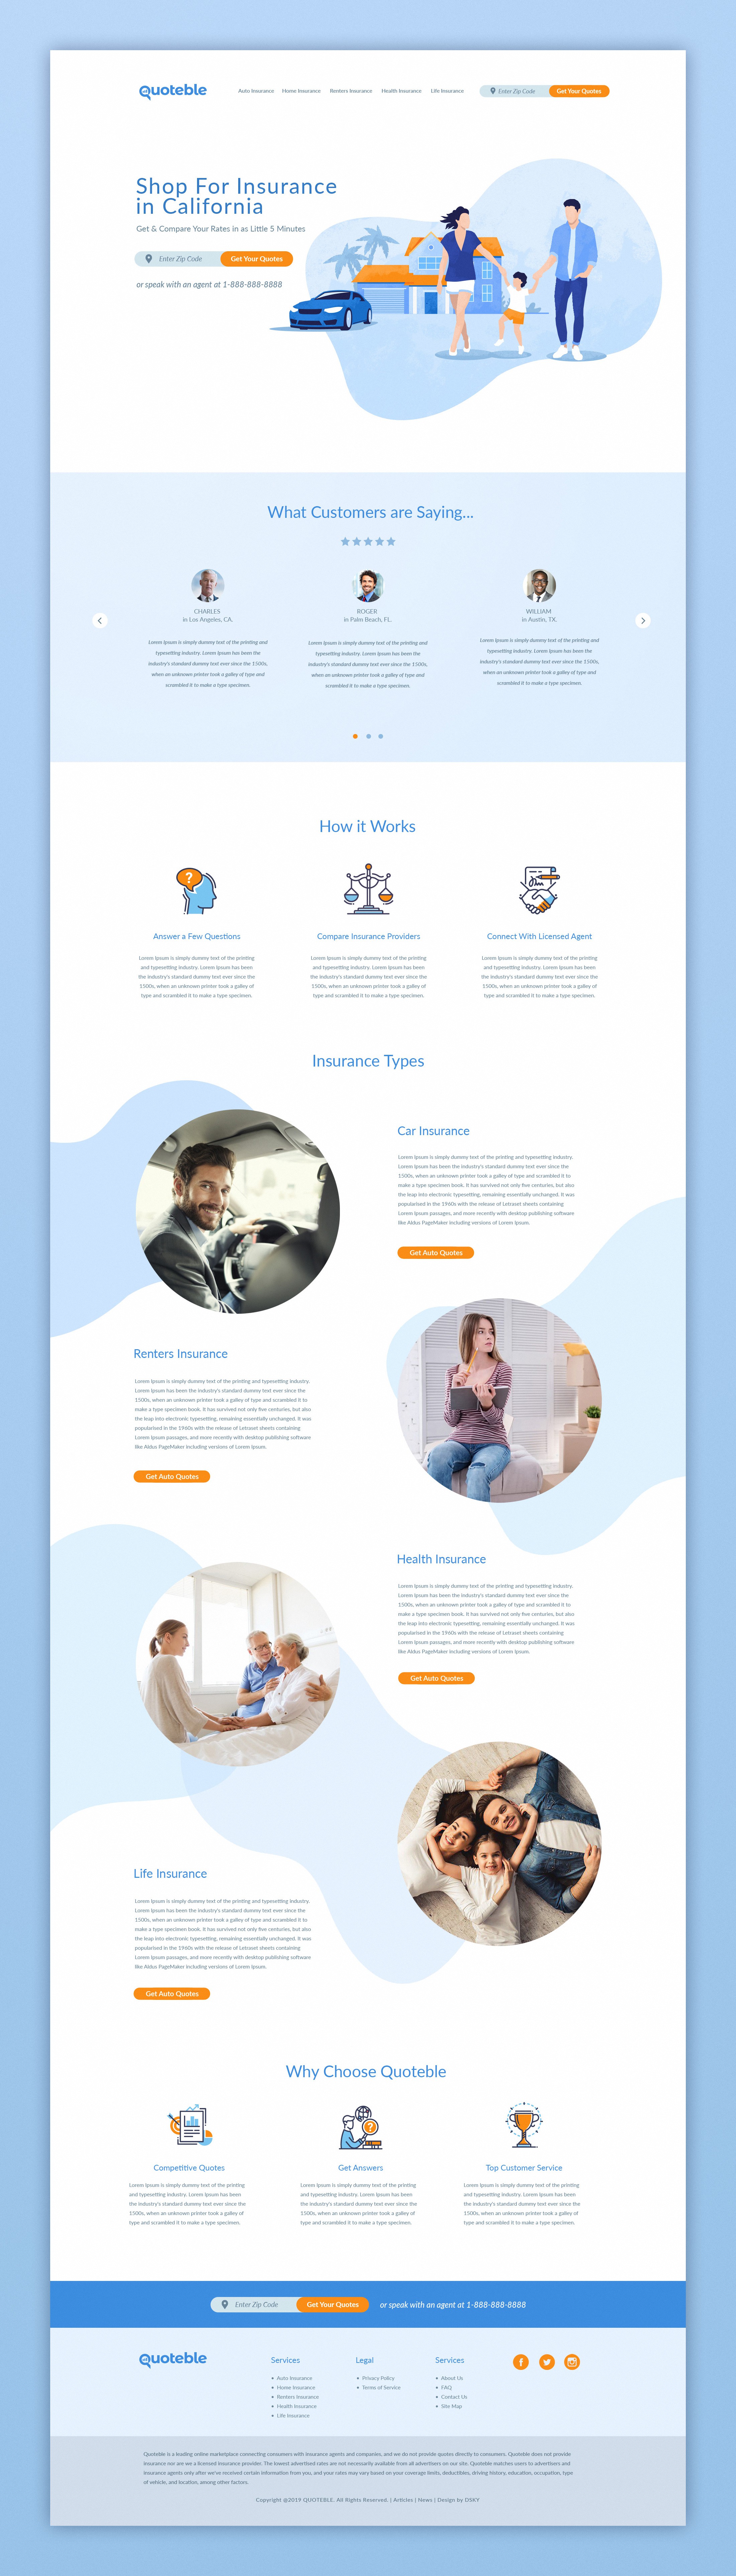 Quoteble
Auto Insurance Home Insurance Renters Insurance Health Insurance Life Insurance
Enter Zip Code Get Your Quotes
Shop For Insurance
in California
Get & Compare Your Rates in as Little 5 Minutes
Enter Zip Code Get Your Quotes
or speak with an agent at 1-888-888-8888
What Customers are Saying...
CHARLES
in Los Angeles, CA.
Lorem Ipsum is simply dummy text of the printing and
typesetting industry. Lorem Ipsum has been the
industry's standard dummy text ever since the 1500s,
when an unknown printer took a galley of type and
scrambled it to make a type specimen.
ROGER
in Palm Beach, FL.
Lorem Ipsum is simply dummy text of the printing and
typesetting industry. Lorem Ipsum has been the
industry's standard dummy text ever since the 1500s,
when an unknown printer took a galley of type and
scrambled it to make a type specimen.
WILLIAM
in Austin, TX.
Lorem Ipsum is simply dummy text of the printing and
typesetting industry. Lorem Ipsum has been the
industry's standard dummy text ever since the 1500s,
when an unknown printer took a galley of type and
scrambled it to make a type specimen.
How it Works
Answer a Few Questions
Lorem Ipsum is simply dummy text of the printing
and typesetting industry. Lorem Ipsum has been
the industry's standard dummy text ever since the
1500s, when an unknown printer took a galley of
type and scrambled it to make a type specimen.
Compare Insurance Providers
Lorem Ipsum is simply dummy text of the printing
and typesetting industry. Lorem Ipsum has been
the industry's standard dummy text ever since the
1500s, when an unknown printer took a galley of
type and scrambled it to make a type specimen.
Connect With Licensed Agent
Lorem Ipsum is simply dummy text of the printing
and typesetting industry. Lorem Ipsum has been
the industry's standard dummy text ever since the
1500s, when an unknown printer took a galley of
type and scrambled it to make a type specimen.
Insurance Types
Car Insurance
Lorem Ipsum is simply dummy text of the printing and typesetting industry.
Lorem Ipsum has been the industry's standard dummy text ever since the
1500s, when an unknown printer took a galley of type and scrambled it to
make a type specimen book. It has survived not only five centuries, but also
the leap into electronic typesetting, remaining essentially unchanged. It was
popularised in the 1960s with the release of Letraset sheets containing
Lorem Ipsum passages, and more recently with desktop publishing software
like Aldus PageMaker including versions of Lorem Ipsum.
Get Auto Quotes
Renters Insurance
Lorem Ipsum is simply dummy text of the printing and typesetting industry.
Lorem Ipsum has been the industry's standard dummy text ever since the
1500s, when an unknown printer took a galley of type and scrambled it to
make a type specimen book. It has survived not only five centuries, but also
the leap into electronic typesetting, remaining essentially unchanged. It was
popularised in the 1960s with the release of Letraset sheets containing
Lorem Ipsum passages, and more recently with desktop publishing software
like Aldus PageMaker including versions of Lorem Ipsum.
Get Auto Quotes
Health Insurance
Lorem Ipsum is simply dummy text of the printing and typesetting industry.
Lorem Ipsum has been the industry's standard dummy text ever since the
1500s, when an unknown printer took a galley of type and scrambled it to
make a type specimen book. It has survived not only five centuries, but also
the leap into electronic typesetting, remaining essentially unchanged. It was
popularised in the 1960s with the release of Letraset sheets containing
Lorem Ipsum passages, and more recently with desktop publishing software
like Aldus PageMaker including versions of Lorem Ipsum.
Get Auto Quotes
Life Insurance
Lorem Ipsum is simply dummy text of the printing and typesetting industry.
Lorem Ipsum has been the industry's standard dummy text ever since the
1500s, when an unknown printer took a galley of type and scrambled it to
make a type specimen book. It has survived not only five centuries, but also
the leap into electronic typesetting, remaining essentially unchanged. It was
popularised in the 1960s with the release of Letraset sheets containing
Lorem Ipsum passages, and more recently with desktop publishing software
like Aldus PageMaker including versions of Lorem Ipsum.
Get Auto Quotes
Why Choose Quoteble
Competitive Quotes
Lorem Ipsum is simply dummy text of the printing
and typesetting industry. Lorem Ipsum has been
the industry's standard dummy text ever since the
1500s, when an unknown printer took a galley of
type and scrambled it to make a type specimen.
Get Answers
Lorem Ipsum is simply dummy text of the printing
and typesetting industry. Lorem Ipsum has been
the industry's standard dummy text ever since the
1500s, when an unknown printer took a galley of
type and scrambled it to make a type specimen.
Top Customer Service
Lorem Ipsum is simply dummy text of the printing
and typesetting industry. Lorem Ipsum has been
the industry's standard dummy text ever since the
1500s, when an unknown printer took a galley of
type and scrambled it to make a type specimen.
Enter Zip Code Get Your Quotes or speak with an agent at 1-888-888-8888
Quoteble
Services
• Auto Insurance
• Home Insurance
• Renters Insurance
• Health Insurance
• Life Insurance
Legal
• Privacy Policy
• Terms of Service
Services
• About Us
• FAQ
• Contact Us
• Site Map
Quoteble is a leading online marketplace connecting consumers with insurance agents and companies, and we do not provide quotes directly to consumers. Quoteble does not provide
insurance nor are we a licensed insurance provider. The lowest advertised rates are not necessarily available from all advertisers on our site. Quoteble matches users to advertisers and
insurance agents only after we've received certain information from you, and your rates may vary based on your coverage limits, deductibles, driving history, education, occupation, type
of vehicle, and location, among other factors.
Copyright @2019 QUOTEBLE. All Rights Reserved. | Articles | News | Design by DSKY